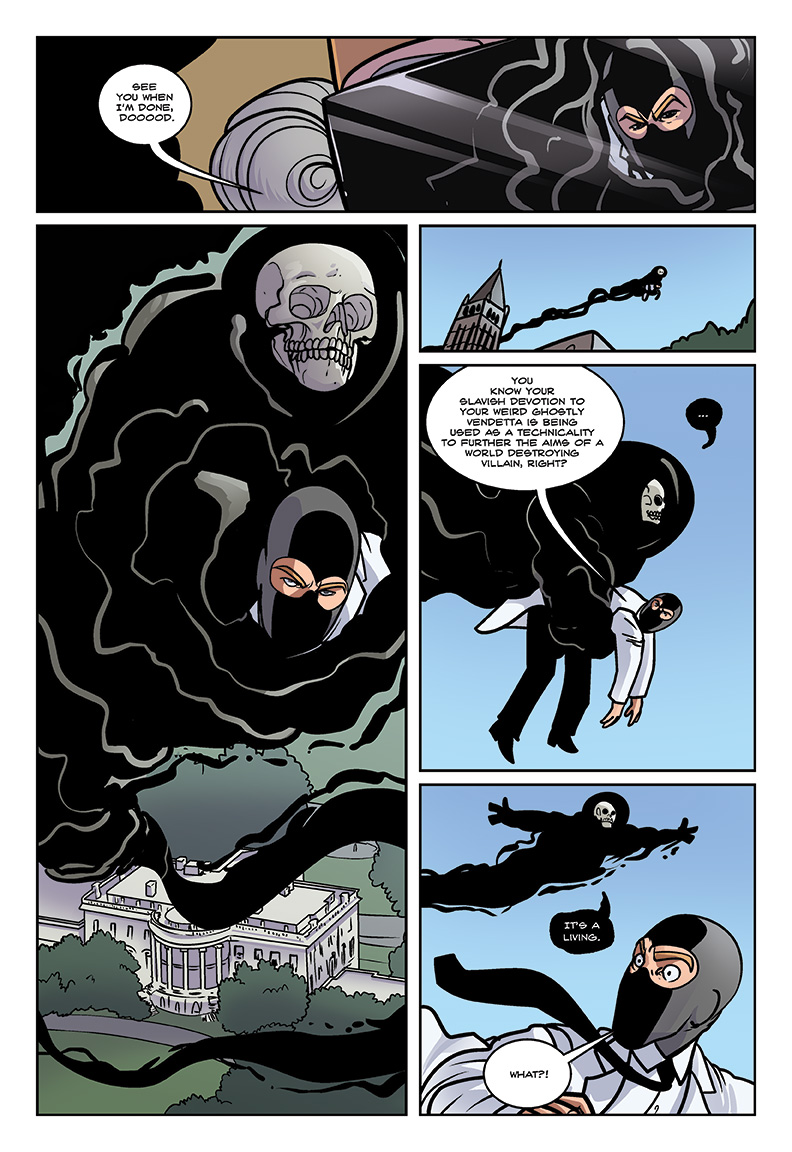 SEE
YOU WHEN
I'M DONE,
DOOOOD.
YOU
KNOW YOUR
SLAVISH DEVOTION TO
YOUR WEIRD GHOSTLY
VENDETTA IS BEING
USED AS A TECHNICALITY
TO FURTHER THE AIMS OF A
WORLD DESTROYING
VILLAIN, RIGHT?
...
IT'S A
LIVING.
WHAT?!